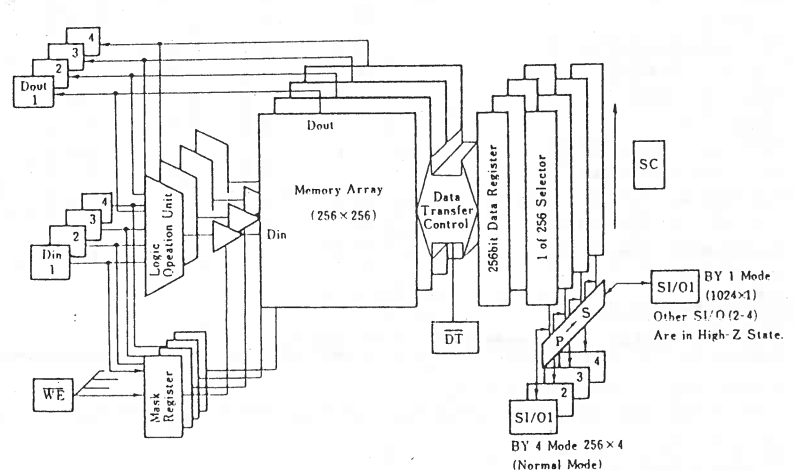 4
3
2
Dout
1
4
3
2
Din
1
Logic
Opeation Unit
Dout
Memory Array
(256×256)
Din
Data
Transfer
Control
256bit Data Register
1 of 256 Selector
SC
WE
Mask
Register
DT
P – S
SI/O1
BY 1 Mode
(1024×1)
Other SI/O(2-4)
Are in High-Z State.
4
3
2
SI/O1
BY 4 Mode 256×4
(Normal Mode)